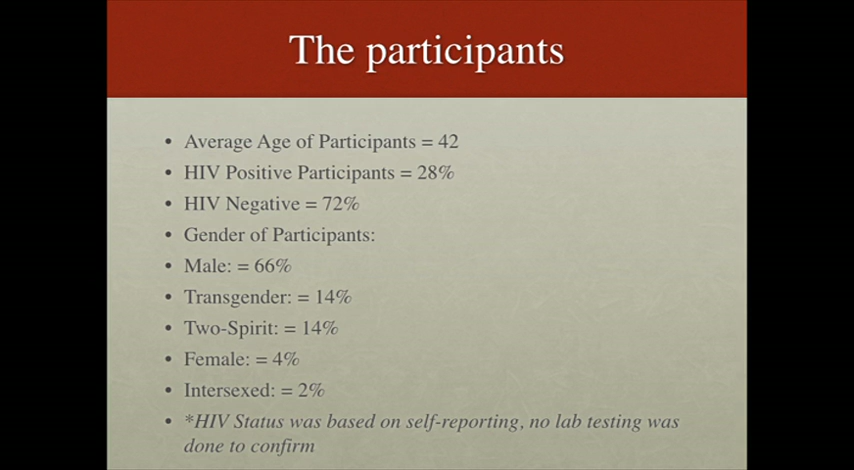 The participants
• Average Age of Participants = 42
• HIV Positive Participants = 28%
• HIV Negative = 72%
• Gender of Participants:
• Male: = 66%
• Transgender: = 14%
• Two-Spirit: = 14%
• Female: = 4%
• Intersexed: = 2%
• *HIV Status was based on self-reporting, no lab testing was
done to confirm